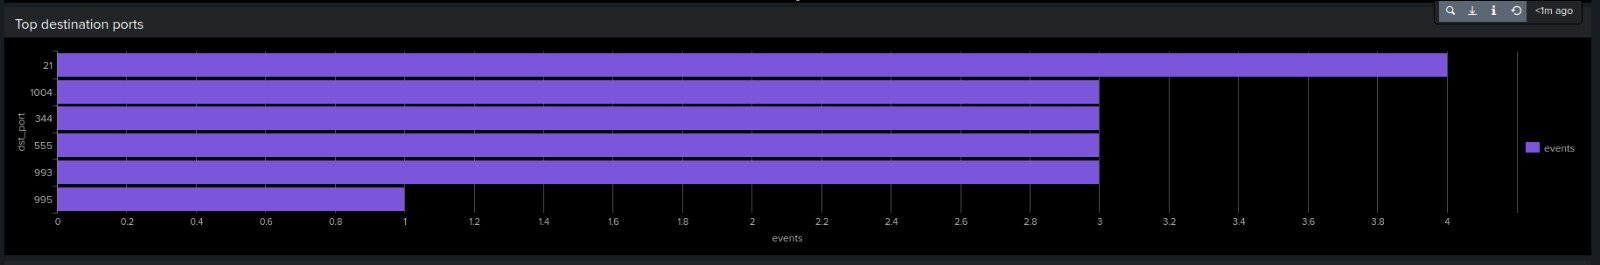 Top destination ports
<1m ago
21
1004
344
555
993
995
dst_port
0 0.2 0.4 0.6 0.8 1 1.2 1.4 1.6 1.8 2 2.2 2.4 2.6 2.8 3 3.2 3.4 3.6 3.8 4
events
events